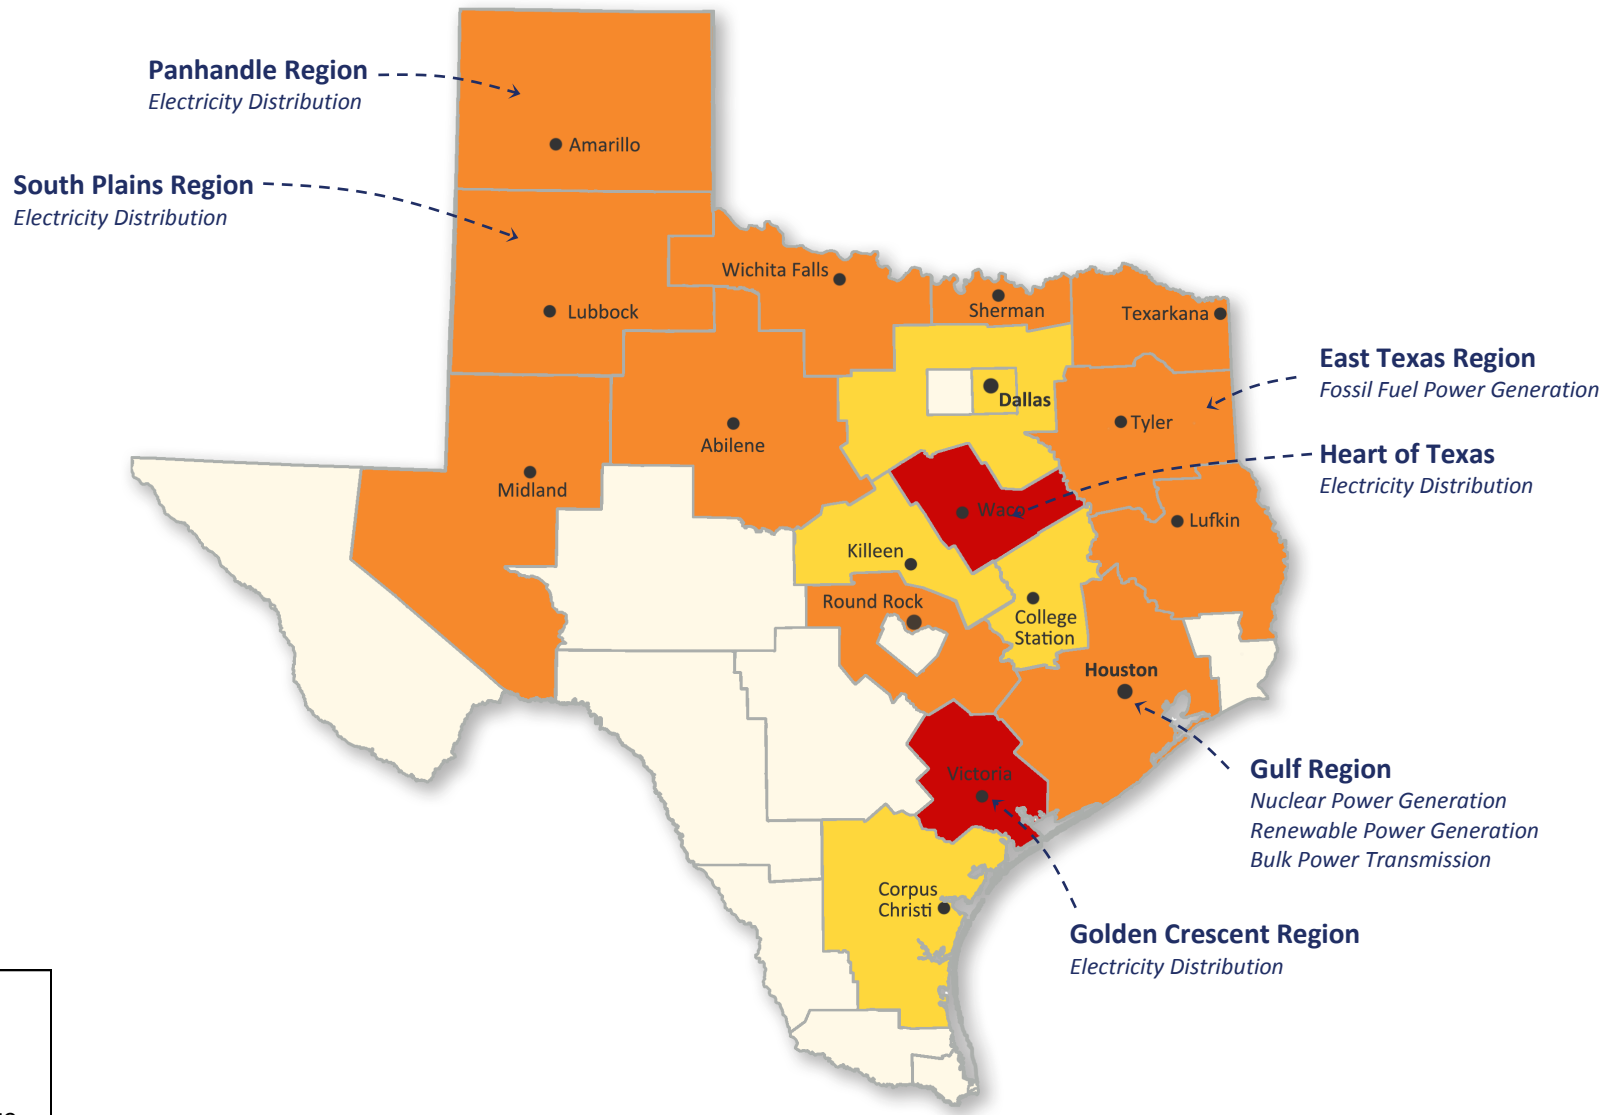 Panhandle Region
Electricity Distribution
Amarillo
South Plains Region
Electricity Distribution
Wichita Falls
Sherman
Texarkana
Lubbock
East Texas Region
Fossil Fuel Power Generation
Dallas
Tyler
Abilene
Heart of Texas
Electricity Distribution
Midland
Waco
Lufkin
Killeen
Round Rock
College
Station
Houston
Victoria
Gulf Region
Nuclear Power Generation
Renewable Power Generation
Bulk Power Transmission
Corpus
Christi
Golden Crescent Region
Electricity Distribution